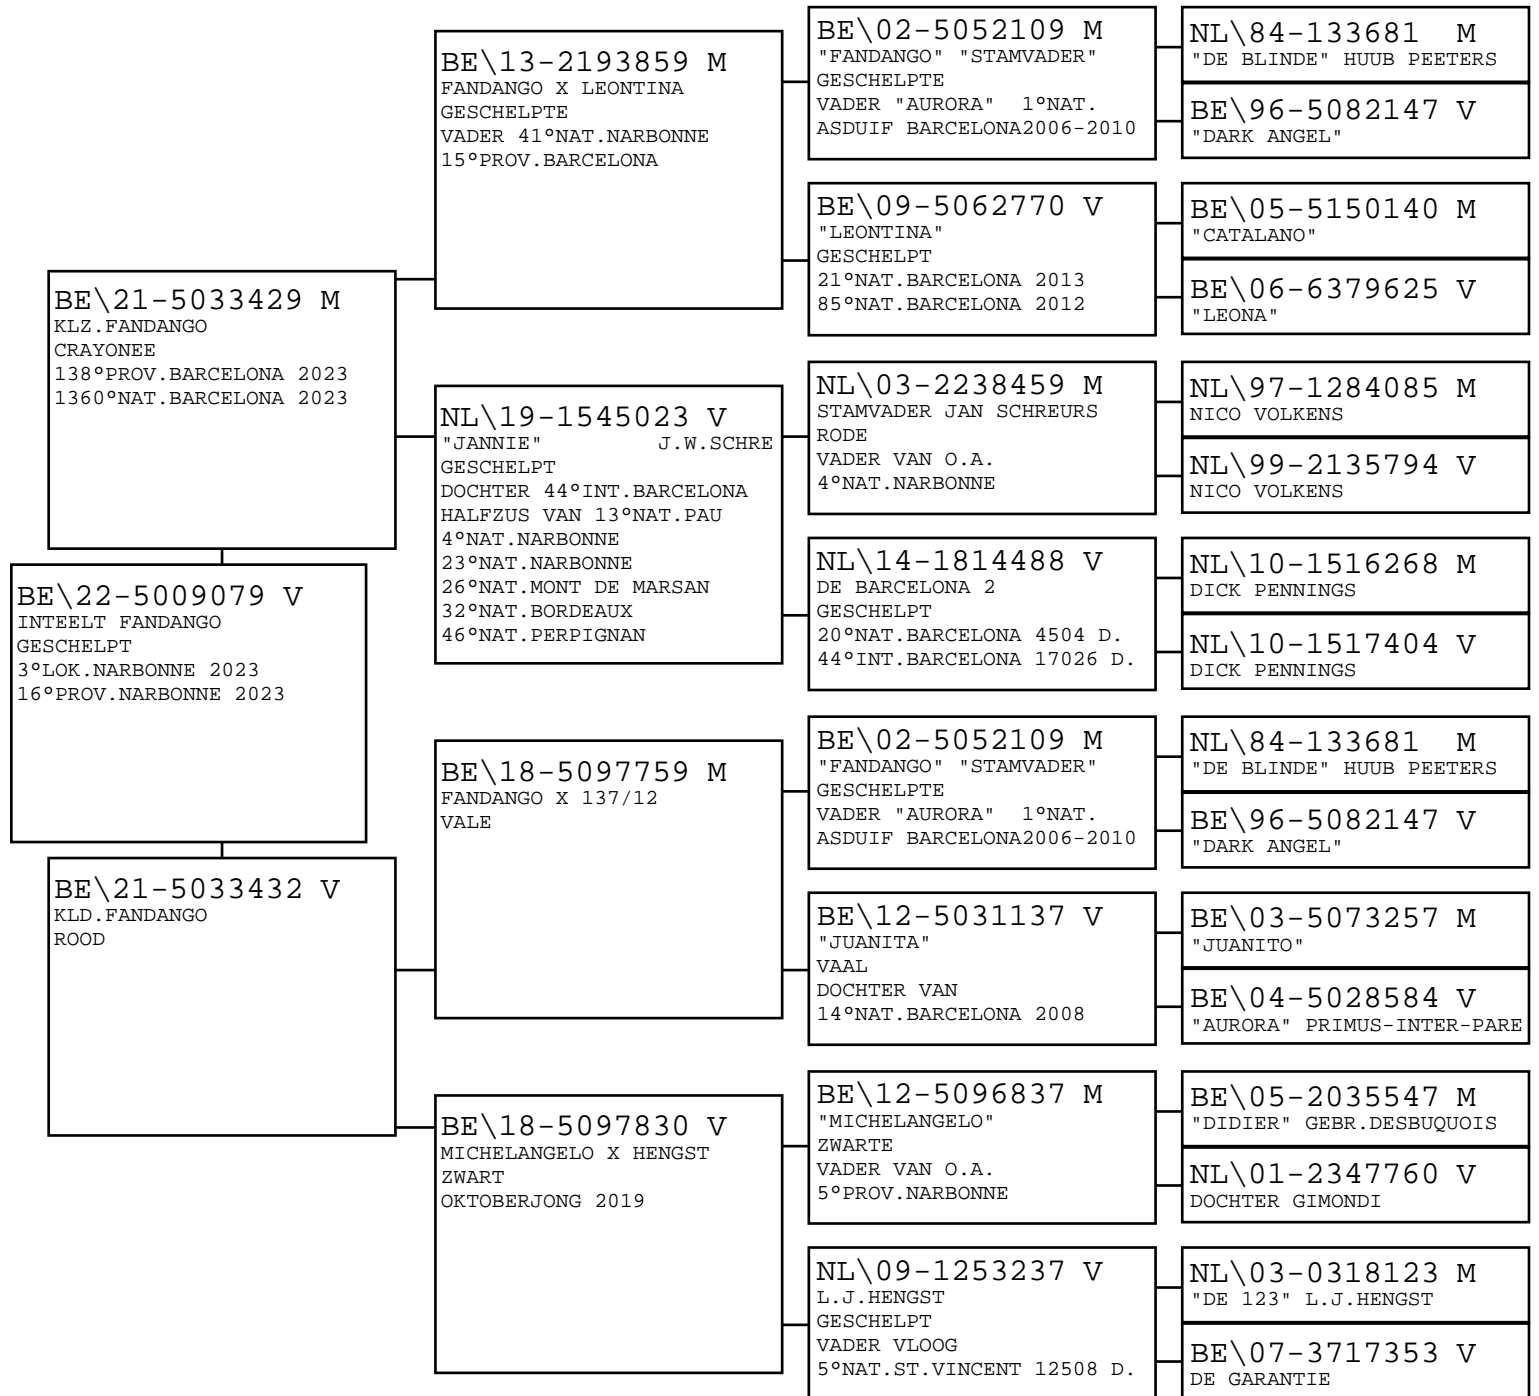 BE\22-5009079 V
INTEELT FANDANGO
GESCHELPT
3°LOK.NARBONNE 2023
16°PROV.NARBONNE 2023
BE\21-5033429 M
KLZ.FANDANGO
CRAYONEE
138°PROV.BARCELONA 2023
1360°NAT.BARCELONA 2023
BE\21-5033432 V
KLD.FANDANGO
ROOD
BE\13-2193859 M
FANDANGO X LEONTINA
GESCHELPTE
VADER 41°NAT.NARBONNE
15°PROV.BARCELONA
NL\19-1545023 V
"JANNIE" J.W.SCHRE
GESCHELPT
DOCHTER 44°INT.BARCELONA
HALFZUS VAN 13°NAT.PAU
4°NAT.NARBONNE
23°NAT.NARBONNE
26°NAT.MONT DE MARSAN
32°NAT.BORDEAUX
46°NAT.PERPIGNAN
BE\18-5097759 M
FANDANGO X 137/12
VALE
BE\18-5097830 V
MICHELANGELO X HENGST
ZWART
OKTOBERJONG 2019
BE\02-5052109 M
"FANDANGO" "STAMVADER"
GESCHELPTE
VADER "AURORA" 1°NAT.
ASDUIF BARCELONA2006-2010
BE\09-5062770 V
"LEONTINA"
GESCHELPT
21°NAT.BARCELONA 2013
85°NAT.BARCELONA 2012
NL\03-2238459 M
STAMVADER JAN SCHREURS
RODE
VADER VAN O.A.
4°NAT.NARBONNE
NL\14-1814488 V
DE BARCELONA 2
GESCHELPT
20°NAT.BARCELONA 4504 D.
44°INT.BARCELONA 17026 D.
BE\02-5052109 M
"FANDANGO" "STAMVADER"
GESCHELPTE
VADER "AURORA" 1°NAT.
ASDUIF BARCELONA2006-2010
BE\12-5031137 V
"JUANITA"
VAAL
DOCHTER VAN
14°NAT.BARCELONA 2008
BE\12-5096837 M
"MICHELANGELO"
ZWARTE
VADER VAN O.A.
5°PROV.NARBONNE
NL\09-1253237 V
L.J.HENGST
GESCHELPT
VADER VLOOG
5°NAT.ST.VINCENT 12508 D.
NL\84-133681 M
"DE BLINDE" HUUB PEETERS
BE\96-5082147 V
"DARK ANGEL"
BE\05-5150140 M
"CATALANO"
BE\06-6379625 V
"LEONA"
NL\97-1284085 M
NICO VOLKENS
NL\99-2135794 V
NICO VOLKENS
NL\10-1516268 M
DICK PENNINGS
NL\10-1517404 V
DICK PENNINGS
NL\84-133681 M
"DE BLINDE" HUUB PEETERS
BE\96-5082147 V
"DARK ANGEL"
BE\03-5073257 M
"JUANITO"
BE\04-5028584 V
"AURORA" PRIMUS-INTER-PARE
BE\05-2035547 M
"DIDIER" GEBR.DESBUQUOIS
NL\01-2347760 V
DOCHTER GIMONDI
NL\03-0318123 M
"DE 123" L.J.HENGST
BE\07-3717353 V
DE GARANTIE